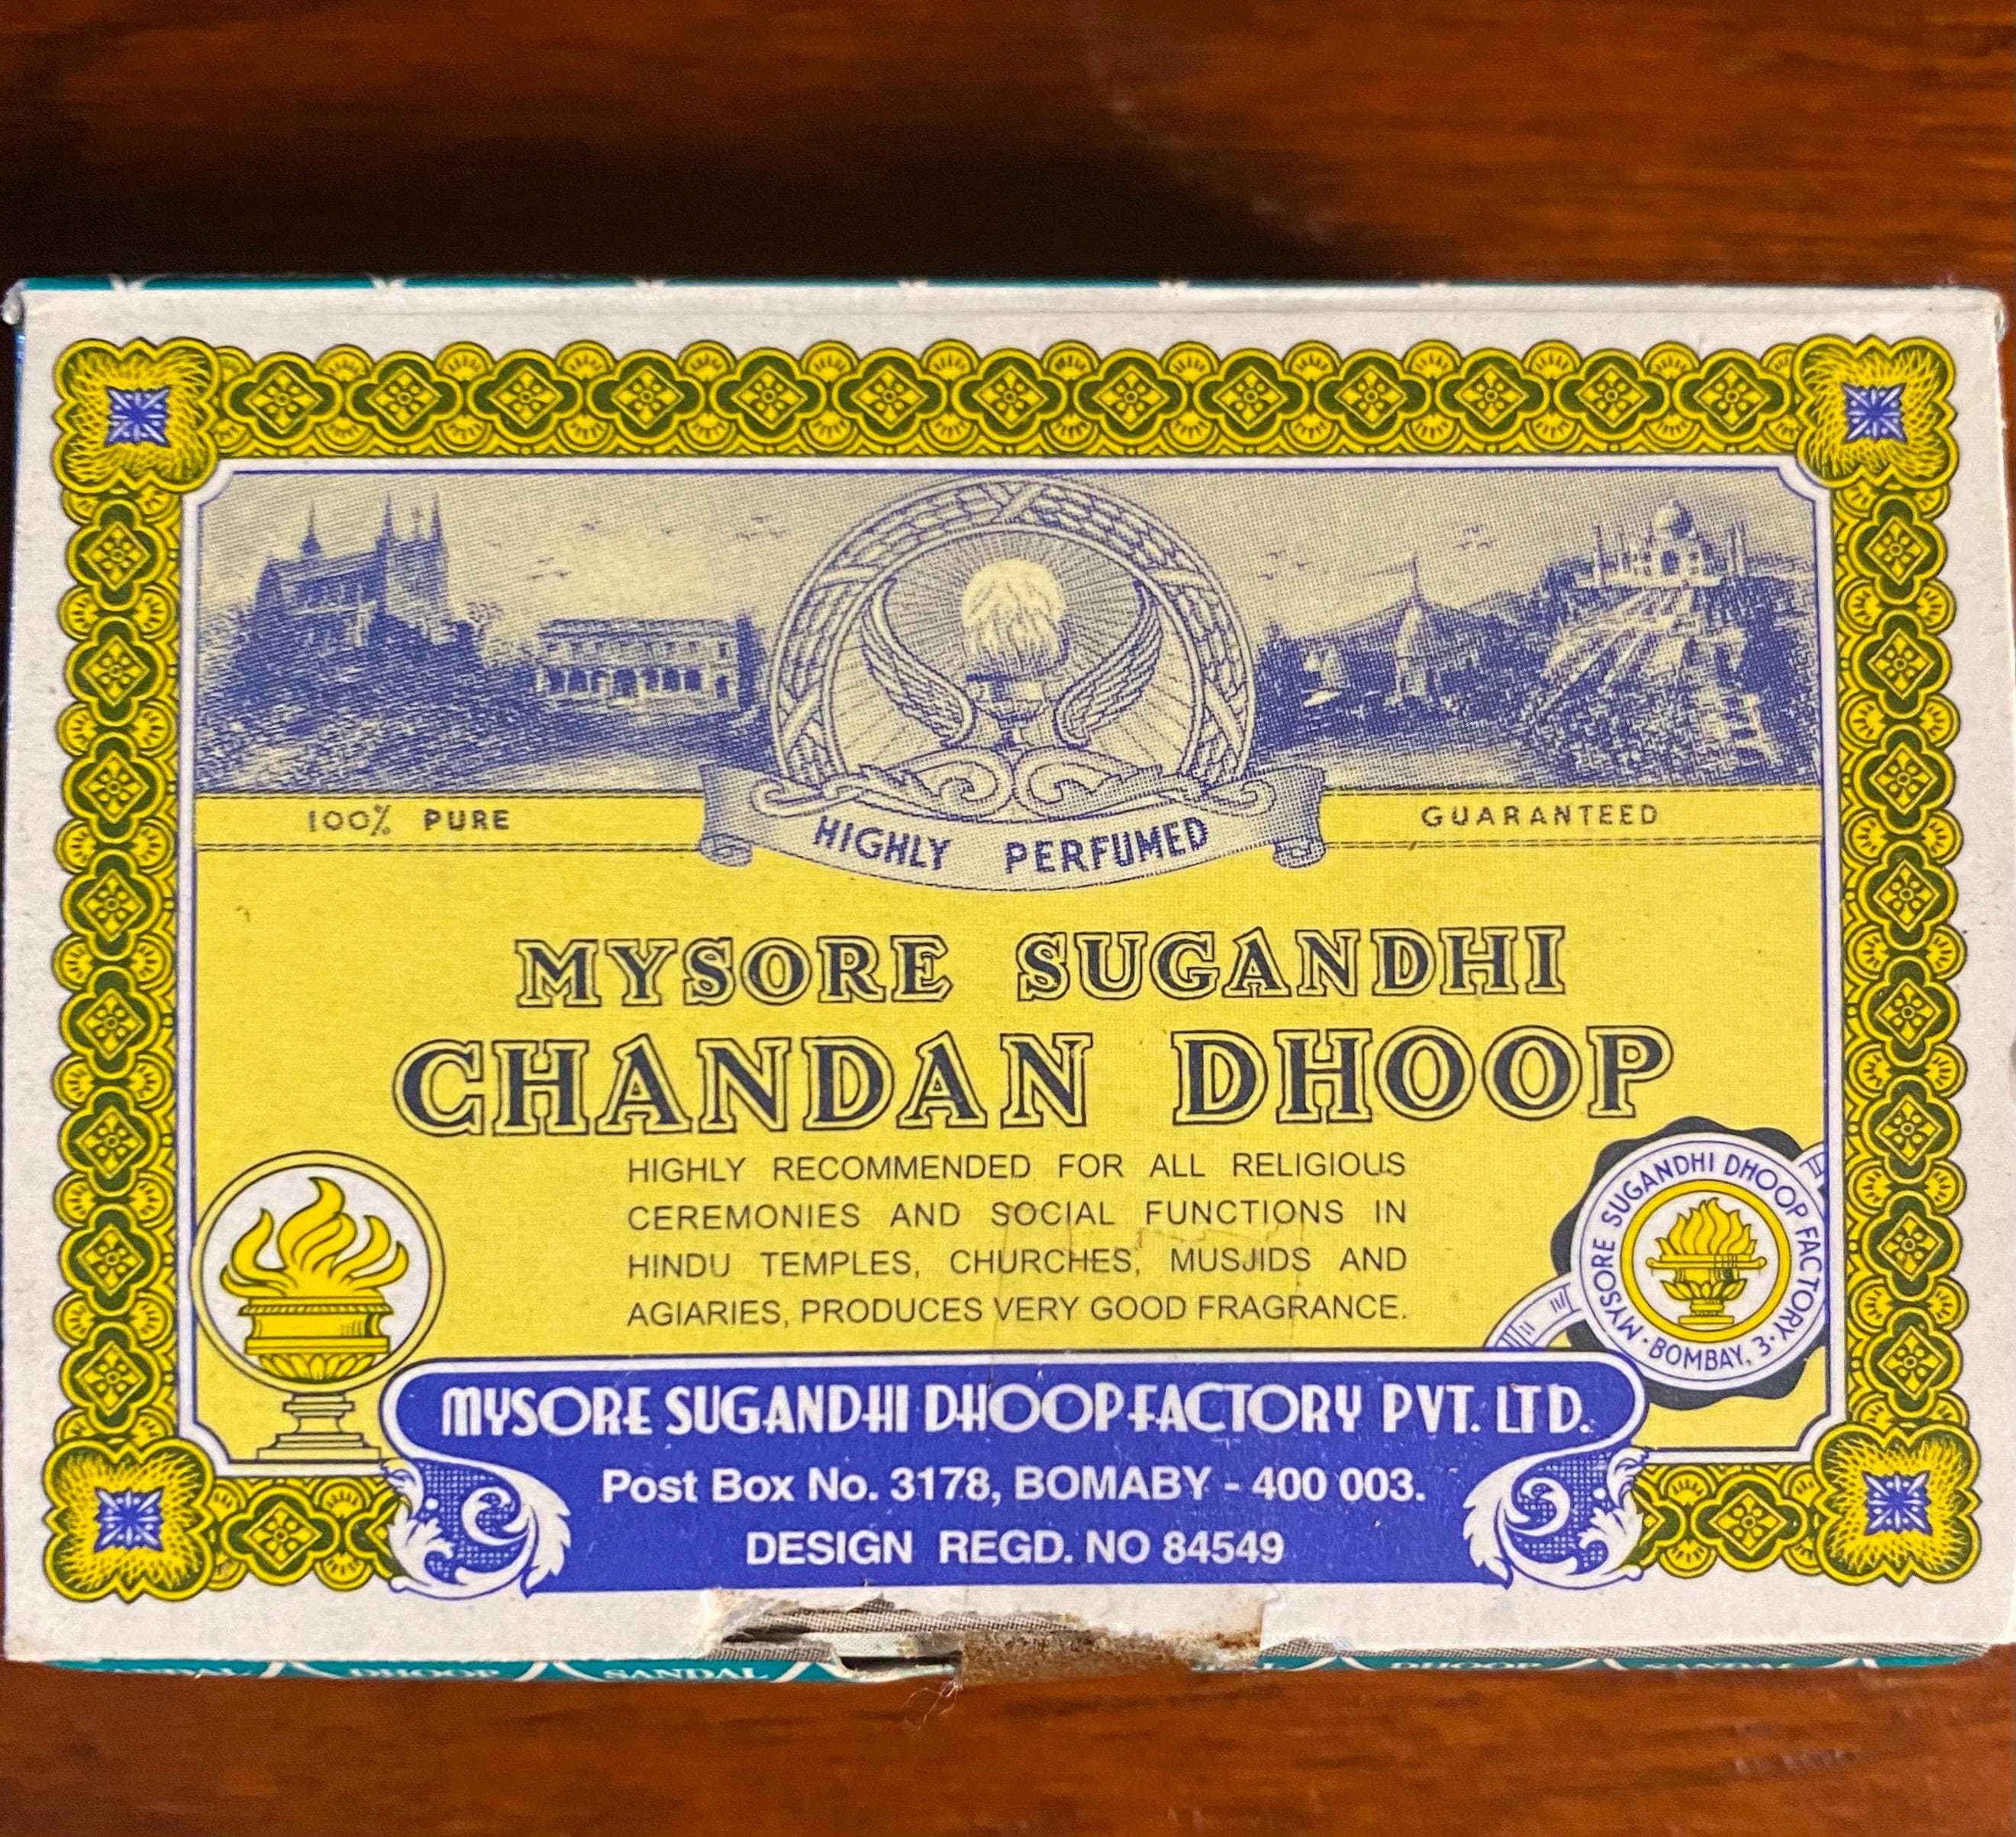 100% PURE
HIGHLY PERFUMED
GUARANTEED
MYSORE SUGANDHI
CHANDAN DHOOP
HIGHLY RECOMMENDED FOR ALL RELIGIOUS
CEREMONIES AND SOCIAL FUNCTIONS IN
HINDU TEMPLES, CHURCHES, MUSJIDS AND
AGIARIES, PRODUCES VERY GOOD FRAGRANCE.
MYSORE SUGANDHI DHOOP FACTORY
BOMBAY, 3
MYSORE SUGANDHI DHOOP FACTORY PVT. LTD.
Post Box No. 3178, BOMABY - 400 003.
DESIGN REGD. NO 84549
DHOOP SANDAL DHOOP